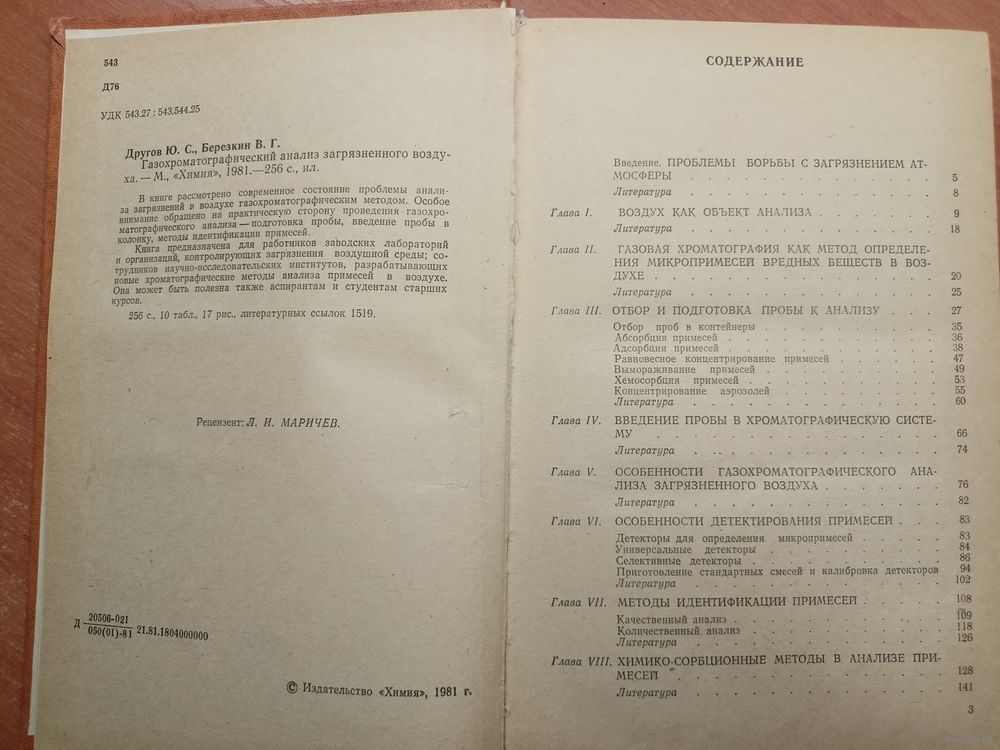 543
Д76
УДК 543.27 : 543.544.25
Другов Ю. С., Березкин В. Г.
Газохроматографический анализ загрязненного возду-
ха. — М., «Химия», 1981.—256 с., ил.
В книге рассмотрено современное состояние проблемы анали-
за загрязнений в воздухе газохроматографическим методом. Особое
внимание обращено на практическую сторону проведения газохро-
матографического анализа — подготовка пробы, введение пробы в
колонку, методы идентификации примесей.
Книга предназначена для работников заводских лабораторий
и организаций, контролирующих загрязнения воздушной среды; со-
трудников научно-исследовательских институтов, разрабатывающих
новые хроматографические методы анализа примесей в воздухе.
Она может быть полезна также аспирантам и студентам старших
курсов.
256 с., 10 табл., 17 рис., литературных ссылок 1519.
Рецензент: Л. И. МАРИЧЕВ.
Д 20506-021
050(01)-81 21.81.1804000000
© Издательство «Химия», 1981 г.
СОДЕРЖАНИЕ
Введение. ПРОБЛЕМЫ БОРЬБЫ С ЗАГРЯЗНЕНИЕМ АТ-
МОСФЕРЫ . . . . . . . . . . 5
Литература . . . . . . . . . . 8
Глава I. ВОЗДУХ КАК ОБЪЕКТ АНАЛИЗА . . . . . 9
Литература . . . . . . . . . . 18
Глава II. ГАЗОВАЯ ХРОМАТОГРАФИЯ КАК МЕТОД ОПРЕДЕЛЕ-
НИЯ МИКРОПРИМЕСЕЙ ВРЕДНЫХ ВЕЩЕСТВ В ВОЗ-
ДУХЕ . . . . . . . . . . . 20
Литература . . . . . . . . . . 25
Глава III. ОТБОР И ПОДГОТОВКА ПРОБЫ К АНАЛИЗУ . . . 27
Отбор проб в контейнеры . . . . . . . 35
Абсорбция примесей . . . . . . . . 36
Адсорбция примесей . . . . . . . . 38
Равновесное концентрирование примесей . . . . 47
Вымораживание примесей . . . . . . . 49
Хемосорбция примесей . . . . . . . . 53
Концентрирование аэрозолей . . . . . . 55
Литература . . . . . . . . . . 60
Глава IV. ВВЕДЕНИЕ ПРОБЫ В ХРОМАТОГРАФИЧЕСКУЮ СИСТЕ-
МУ . . . . . . . . . . . 66
Литература . . . . . . . . . . 74
Глава V. ОСОБЕННОСТИ ГАЗОХРОМАТОГРАФИЧЕСКОГО АНА-
ЛИЗА ЗАГРЯЗНЕННОГО ВОЗДУХА . . . . . 76
Литература . . . . . . . . . . 82
Глава VI. ОСОБЕННОСТИ ДЕТЕКТИРОВАНИЯ ПРИМЕСЕЙ . . . 83
Детекторы для определения микропримесей . . . . 83
Универсальные детекторы . . . . . . . 84
Селективные детекторы . . . . . . . . 86
Приготовление стандартных смесей и калибровка детекторов 94
Литература . . . . . . . . . . 102
Глава VII. МЕТОДЫ ИДЕНТИФИКАЦИИ ПРИМЕСЕЙ . . . . 108
Качественный анализ . . . . . . . . 109
Количественный анализ . . . . . . . . 118
Литература . . . . . . . . . . 126
Глава VIII. ХИМИКО-СОРБЦИОННЫЕ МЕТОДЫ В АНАЛИЗЕ ПРИ-
МЕСЕЙ . . . . . . . . . . 128
Литература . . . . . . . . . . 141
3